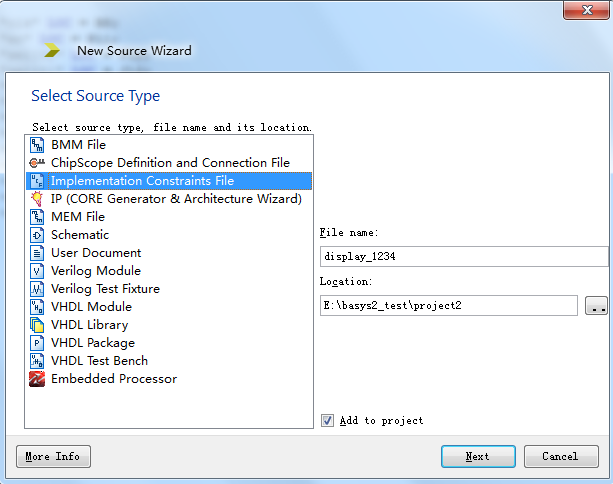 New Source Wizard
Select Source Type
Select source type, file name and its location.
BMM File
ChipScope Definition and Connection File
Implementation Constraints File
IP (CORE Generator & Architecture Wizard)
MEM File
Schematic
User Document
Verilog Module
Verilog Test Fixture
VHDL Module
VHDL Library
VHDL Package
VHDL Test Bench
Embedded Processor
File name:
display_1234
Location:
E:\basys2_test\project2
..
Add to project
More Info
Next
Cancel